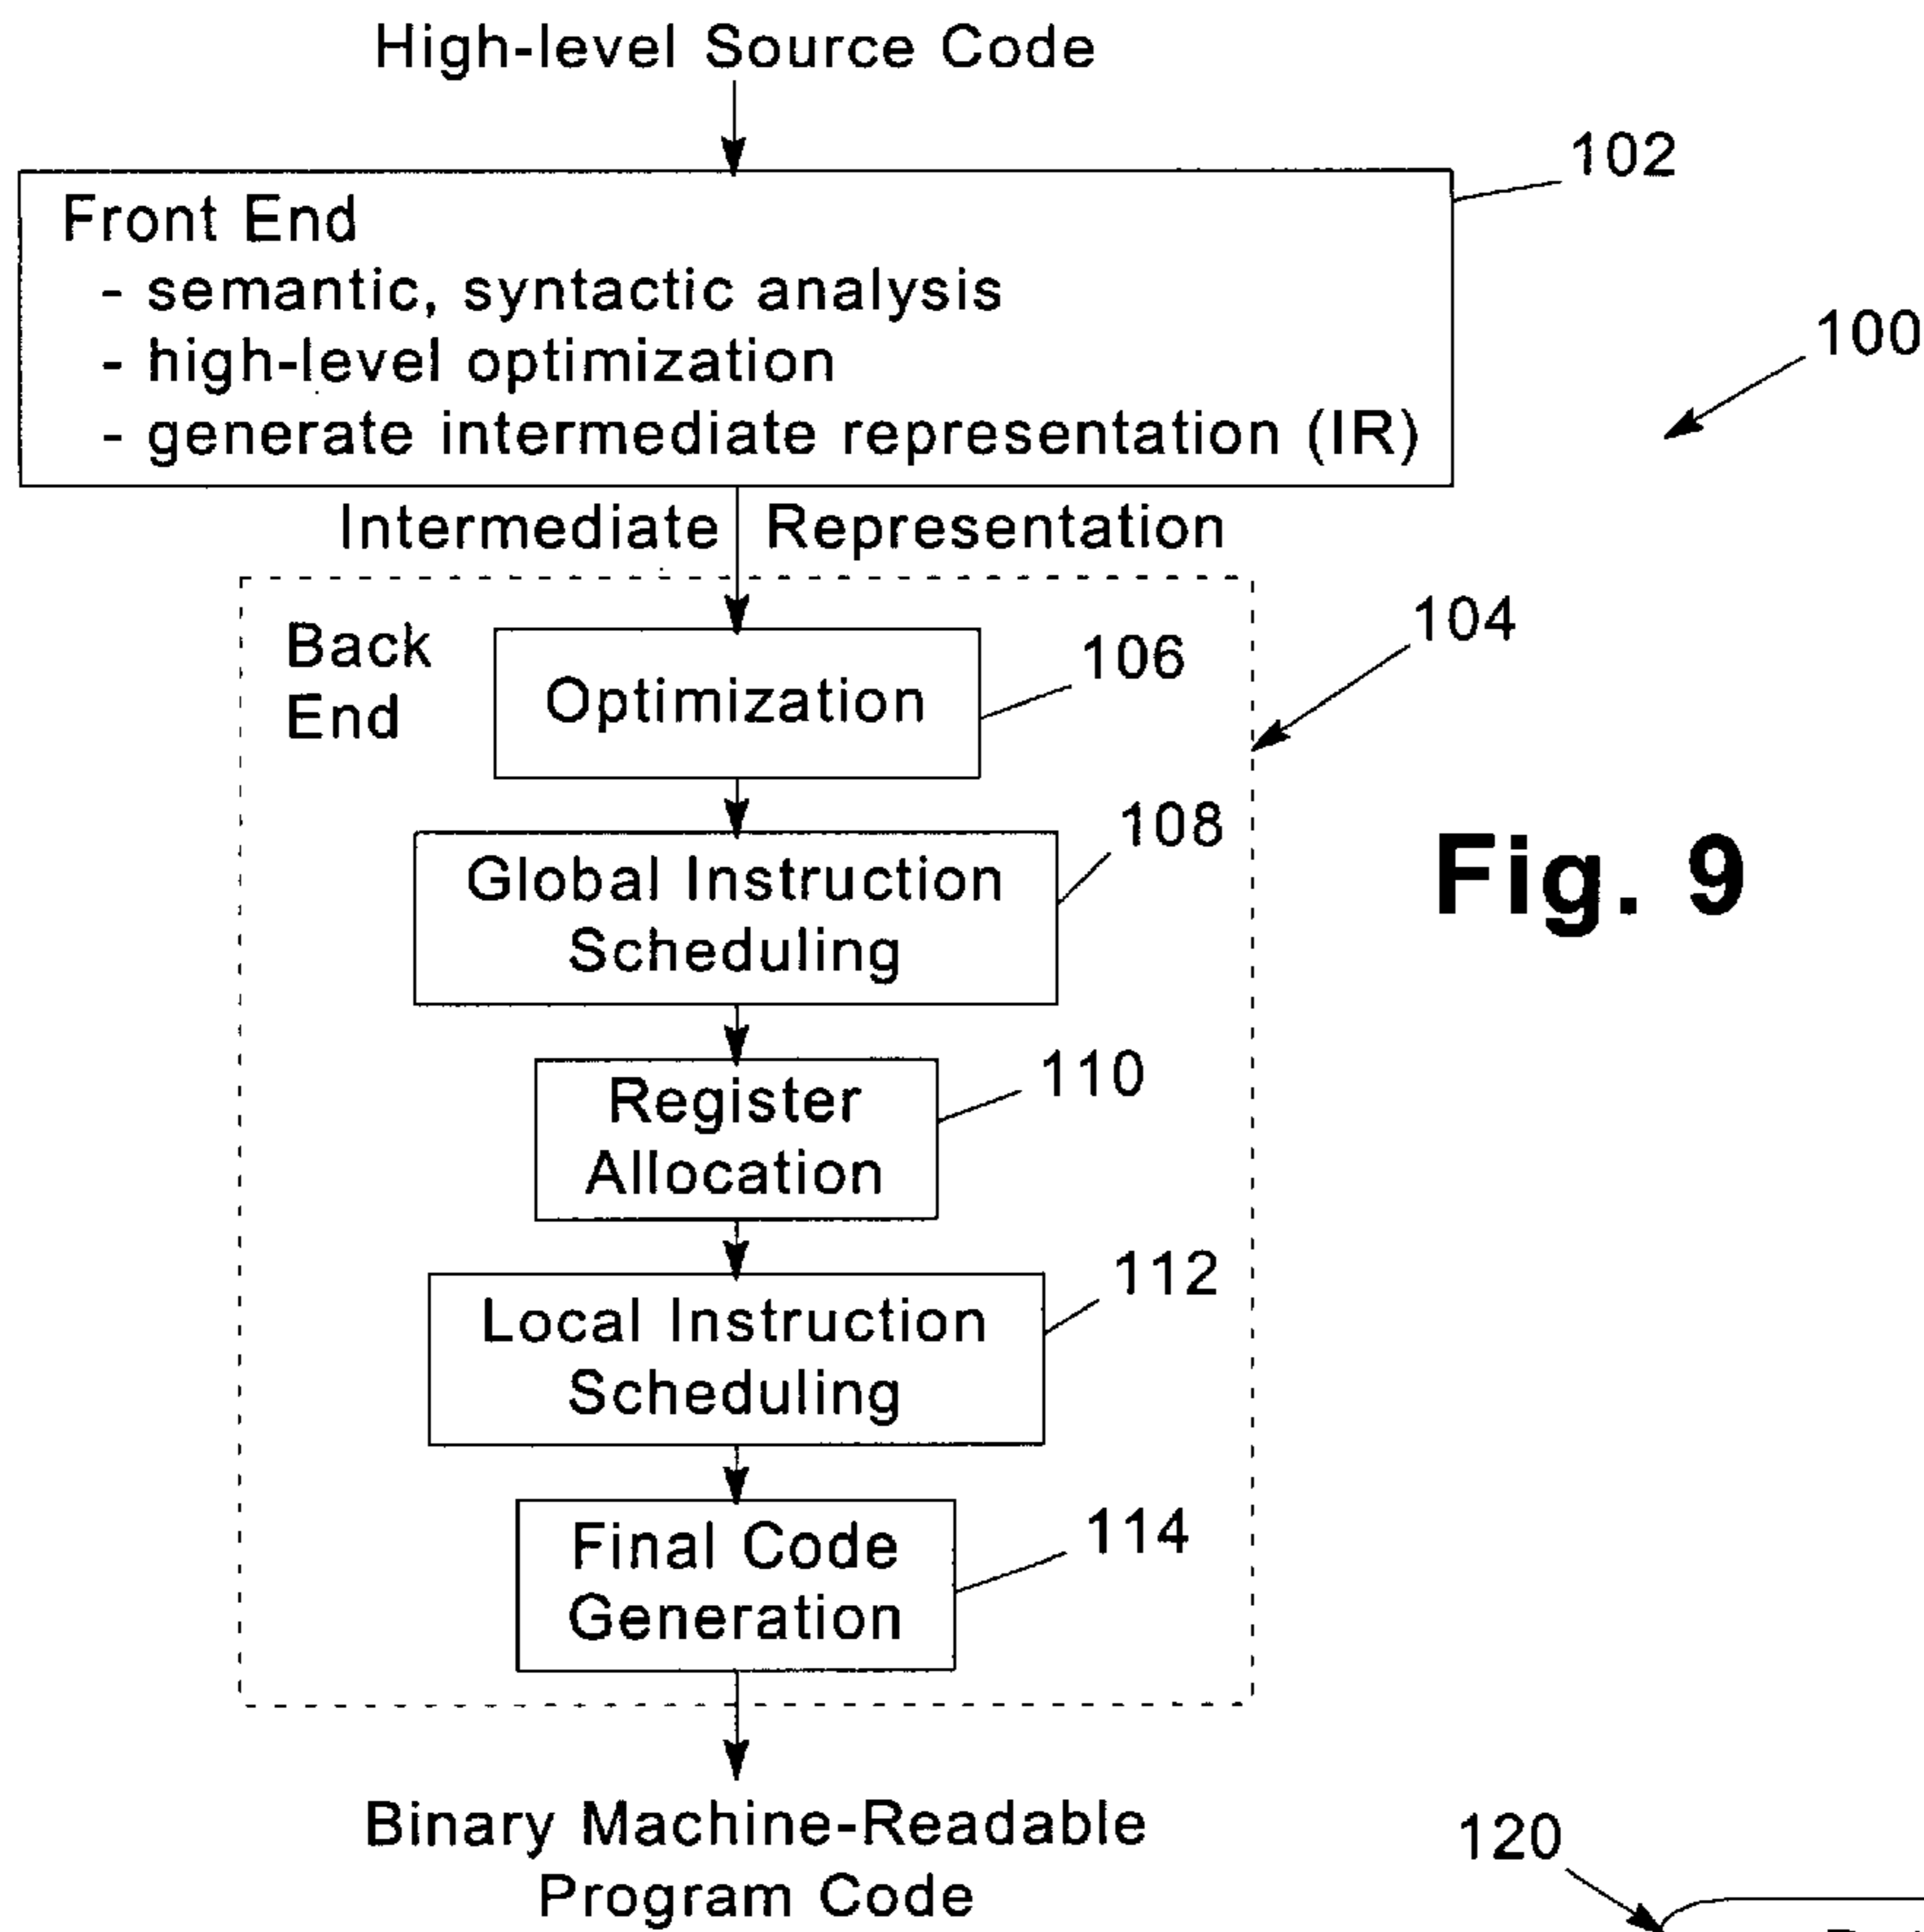 High-level Source Code
102
Front End
- semantic, syntactic analysis
- high-level optimization
- generate intermediate representation (IR)
100
Intermediate Representation
Back
End
104
106
Optimization
108
Global Instruction
Scheduling
Fig. 9
110
Register
Allocation
112
Local Instruction
Scheduling
114
Final Code
Generation
Binary Machine-Readable
Program Code
120